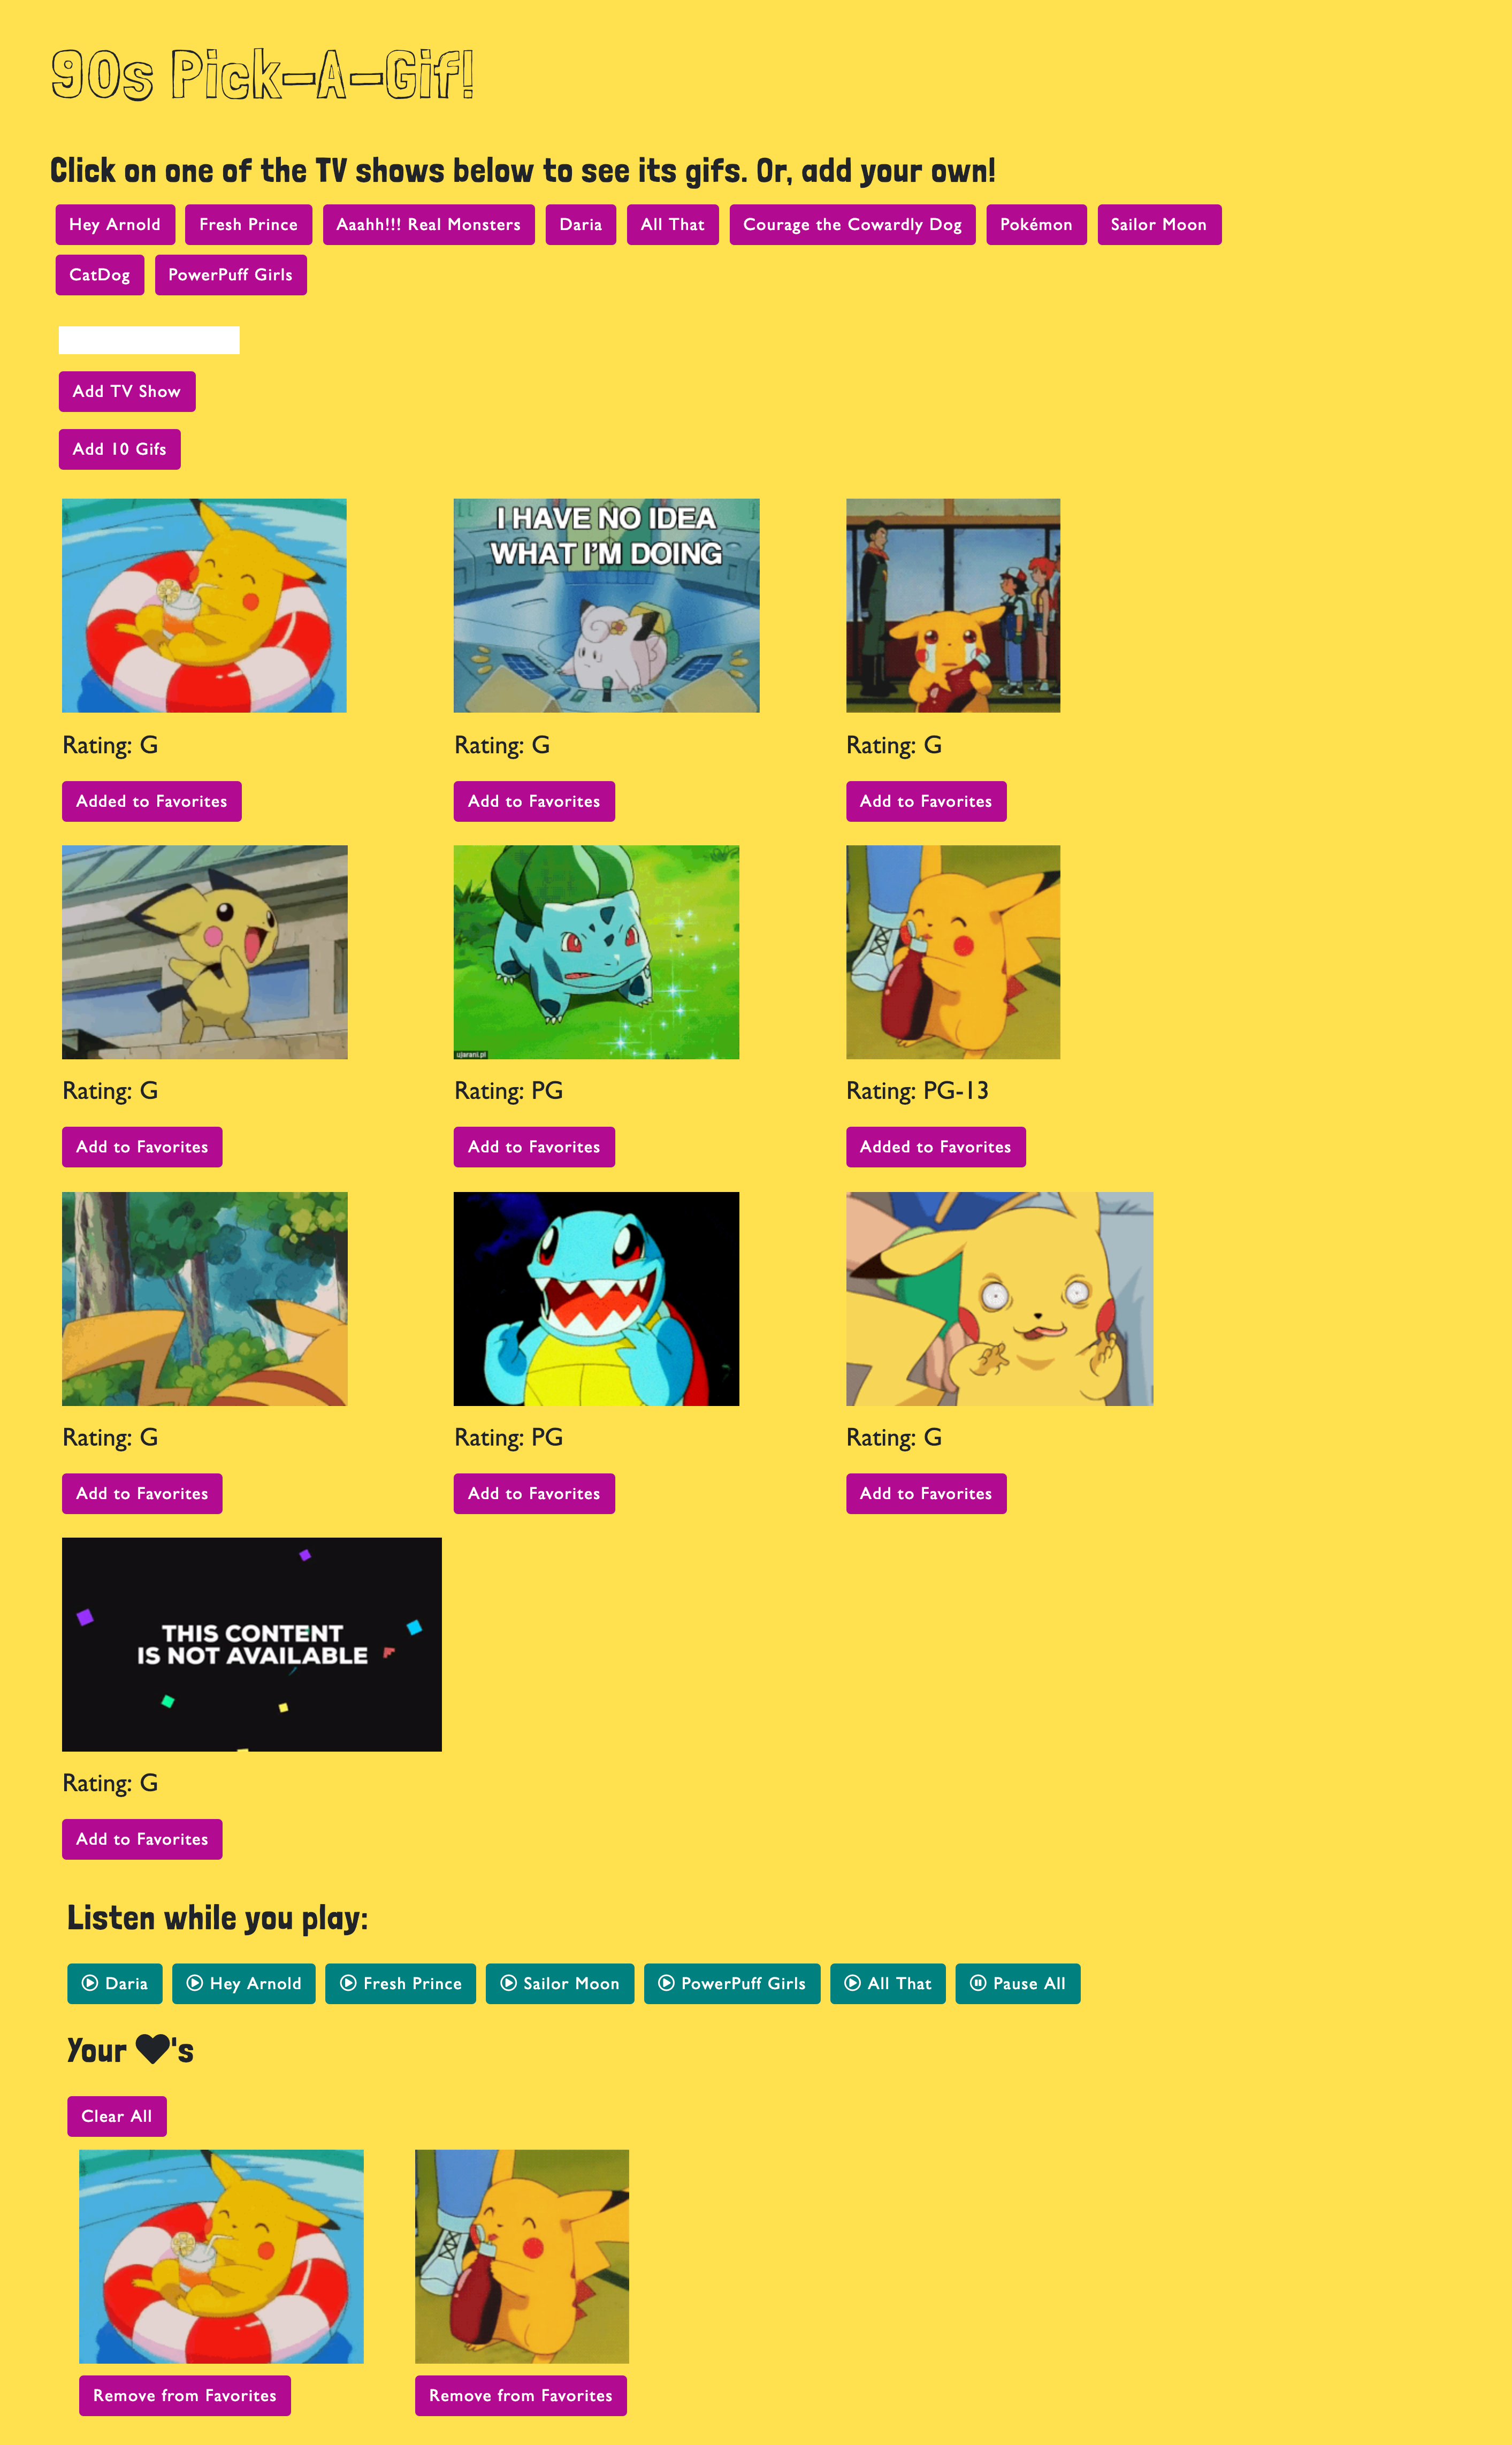 90s Pick-A-Gif!
Click on one of the TV shows below to see its gifs. Or, add your own!
Hey Arnold Fresh Prince Aaahh!!! Real Monsters Daria All That Courage the Cowardly Dog Pokémon Sailor Moon
CatDog PowerPuff Girls
Add TV Show
Add 10 Gifs
I HAVE NO IDEA
WHAT I'M DOING
Rating: G Rating: G Rating: G
Added to Favorites Add to Favorites Add to Favorites
ujarani.pl
Rating: G Rating: PG Rating: PG-13
Add to Favorites Add to Favorites Added to Favorites
Rating: G Rating: PG Rating: G
Add to Favorites Add to Favorites Add to Favorites
THIS CONTENT
IS NOT AVAILABLE
Rating: G
Add to Favorites
Listen while you play:
Daria Hey Arnold Fresh Prince Sailor Moon PowerPuff Girls All That Pause All
Your 's
Clear All
Remove from Favorites Remove from Favorites